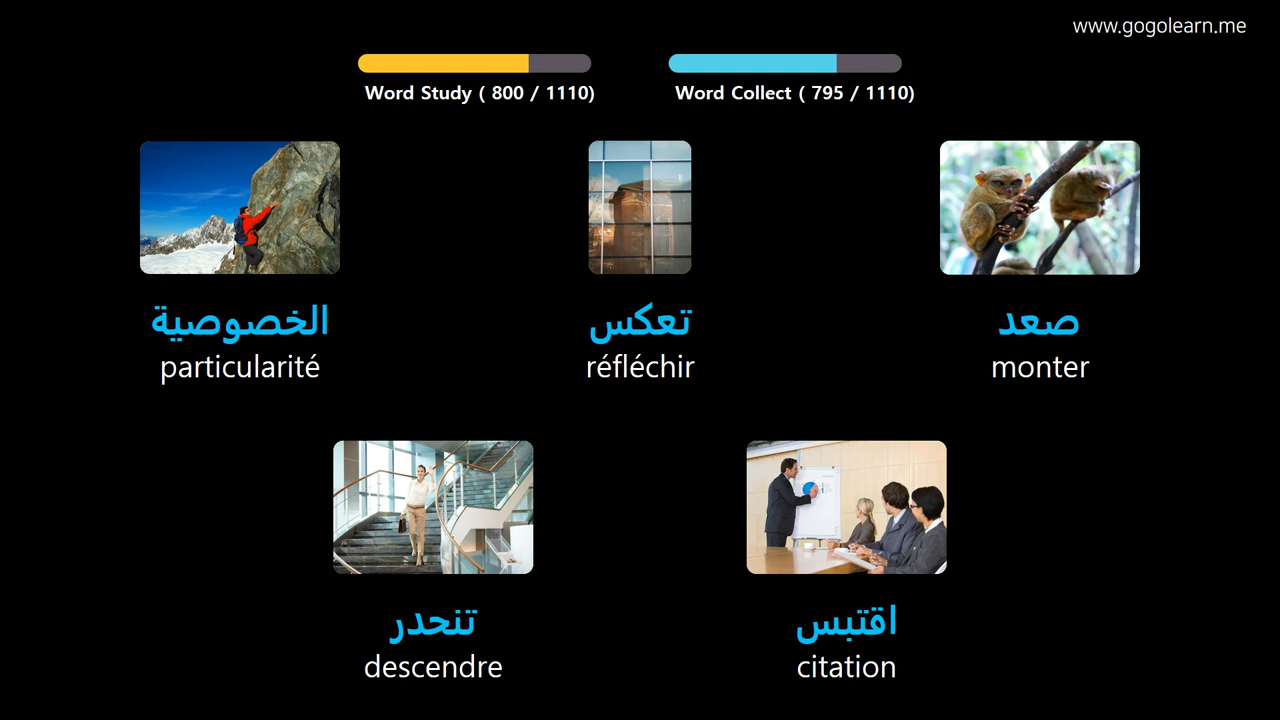 www.gogolearn.me
Word Study ( 800 / 1110)
Word Collect ( 795 / 1110)
الخصوصية
particularité
تعكس
réfléchir
صعد
monter
تنحدر
descendre
اقتبس
citation